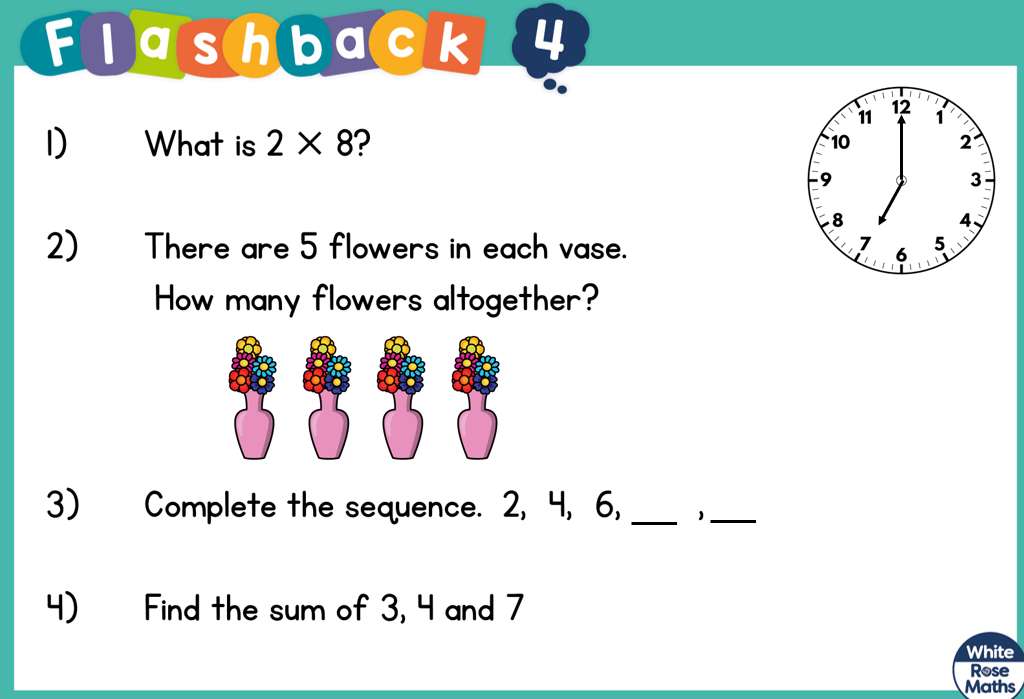 Flashback 4
1) What is 2 × 8?
2) There are 5 flowers in each vase.
How many flowers altogether?
3) Complete the sequence. 2, 4, 6, ___ , ___
4) Find the sum of 3, 4 and 7
12
11 1
10 2
9 3
8 4
7 5
6
White
Rose
Maths